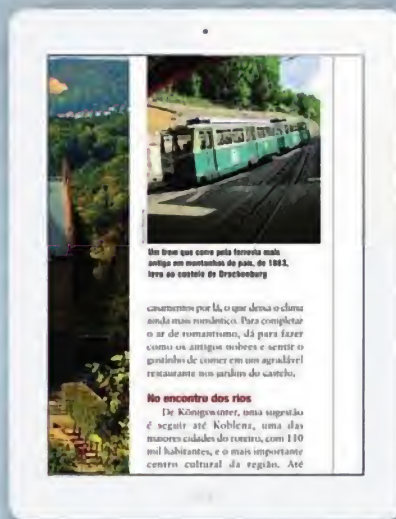 Um trem que corre pela ferrovia mais
antiga em montanhas do país, de 1883,
leva ao castelo de Drachenburg
casamentos por lá, o que deixa o clima
ainda mais romântico. Para completar
o ar de romantismo, dá para fazer
como os antigos nobres e sentir o
gostinho de comer em um agradável
restaurante nos jardins do castelo.
No encontro dos rios
De Königswinter, uma sugestão
é seguir até Koblenz, uma das
maiores cidades do roteiro, com 110
mil habitantes, e o mais importante
centro cultural da região. Até